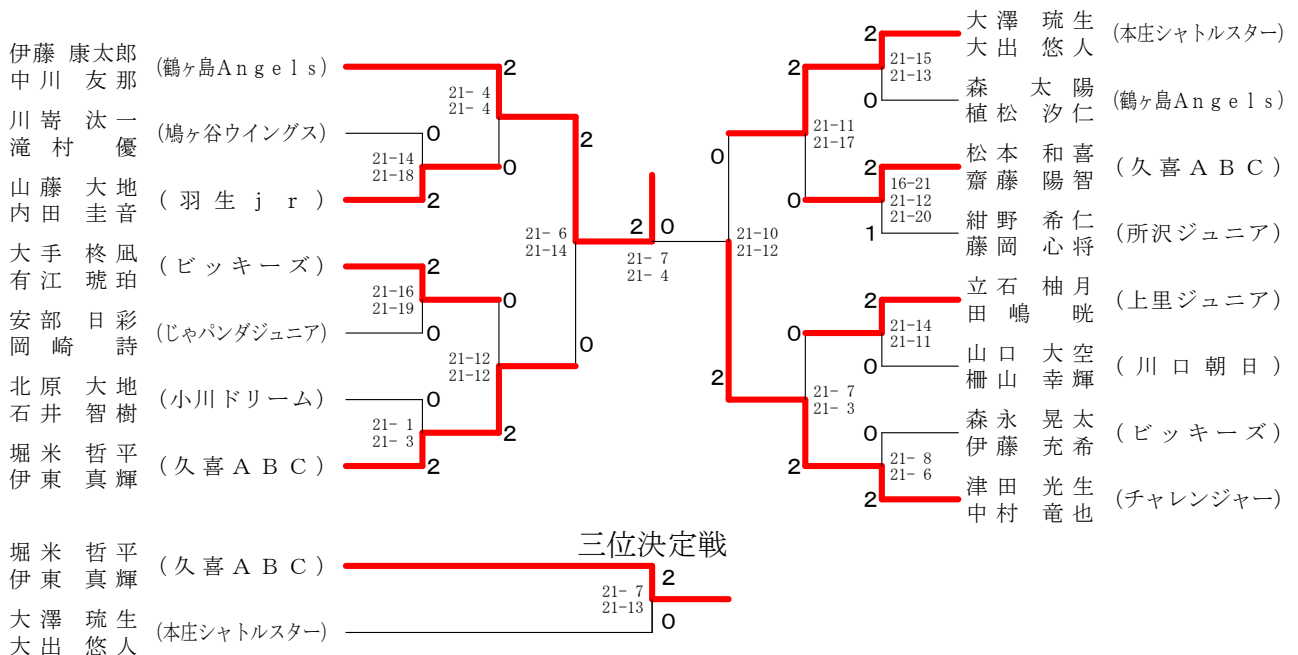 伊藤 康太郎
中川 友那
(鶴ヶ島Angels)
2
21- 4
21- 4
川嵜 汰一
滝村 優
(鳩ヶ谷ウイングス)
0
21-14
21-18
0
山藤 大地
内田 圭音
(羽生jr)
2
2
21- 6
21-14
大手 柊凪
有江 琥珀
(ビッキーズ)
2
21-16
21-19
0
安部 日彩
岡崎 詩
(じゃパンダジュニア)
0
21-12
21-12
0
北原 大地
石井 智樹
(小川ドリーム)
0
21- 1
21- 3
2
堀米 哲平
伊東 真輝
(久喜ABC)
2
2 0
21- 7
21- 4
大澤 琉生
大出 悠人
(本庄シャトルスター)
2
21-15
21-13
2
森 太陽
植松 汐仁
(鶴ヶ島Angels)
0
21-11
21-17
0
松本 和喜
齋藤 陽智
(久喜ABC)
2
16-21
21-12
21-20
0
紺野 希仁
藤岡 心将
(所沢ジュニア)
1
21-10
21-12
立石 柚月
田嶋 晄
(上里ジュニア)
2
21-14
21-11
0
山口 大空
柵山 幸輝
(川口朝日)
0
2
21- 7
21- 3
森永 晃太
伊藤 充希
(ビッキーズ)
0
21- 8
21- 6
2
津田 光生
中村 竜也
(チャレンジャー)
2
三位決定戦
堀米 哲平
伊東 真輝
(久喜ABC)
2
21- 7
21-13
大澤 琉生
大出 悠人
(本庄シャトルスター)
0